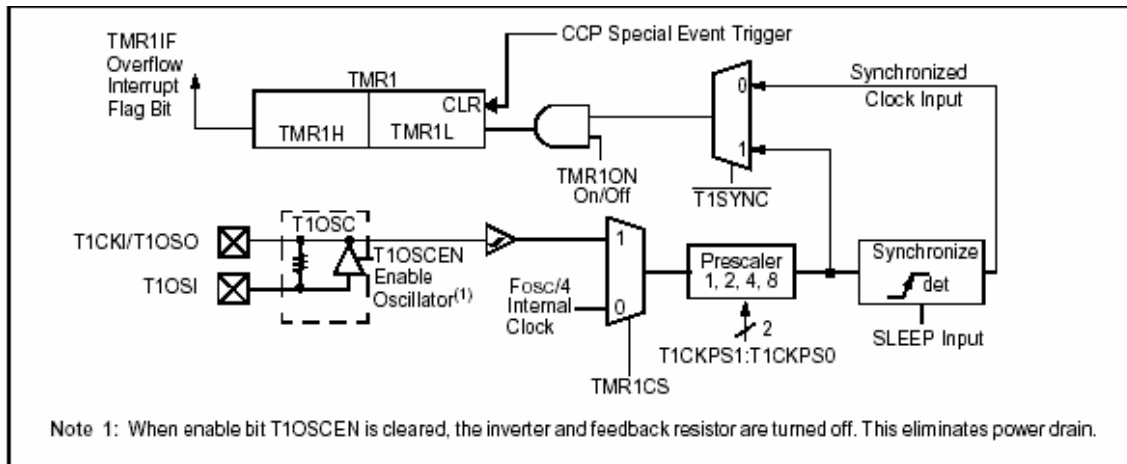 TMR1IF
Overflow
Interrupt
Flag Bit
CCP Special Event Trigger
TMR1
CLR
TMR1H
TMR1L
TMR1ON
On/Off
0
1
T1SYNC
Synchronized
Clock Input
T1CKI/T1OSO
T1OSI
T1OSC
T1OSCEN
Enable
Oscillator(1)
FOSC/4
Internal
Clock
1
0
TMR1CS
Prescaler
1, 2, 4, 8
2
T1CKPS1:T1CKPS0
Synchronize
det
SLEEP Input
Note 1: When enable bit T1OSCEN is cleared, the inverter and feedback resistor are turned off. This eliminates power drain.